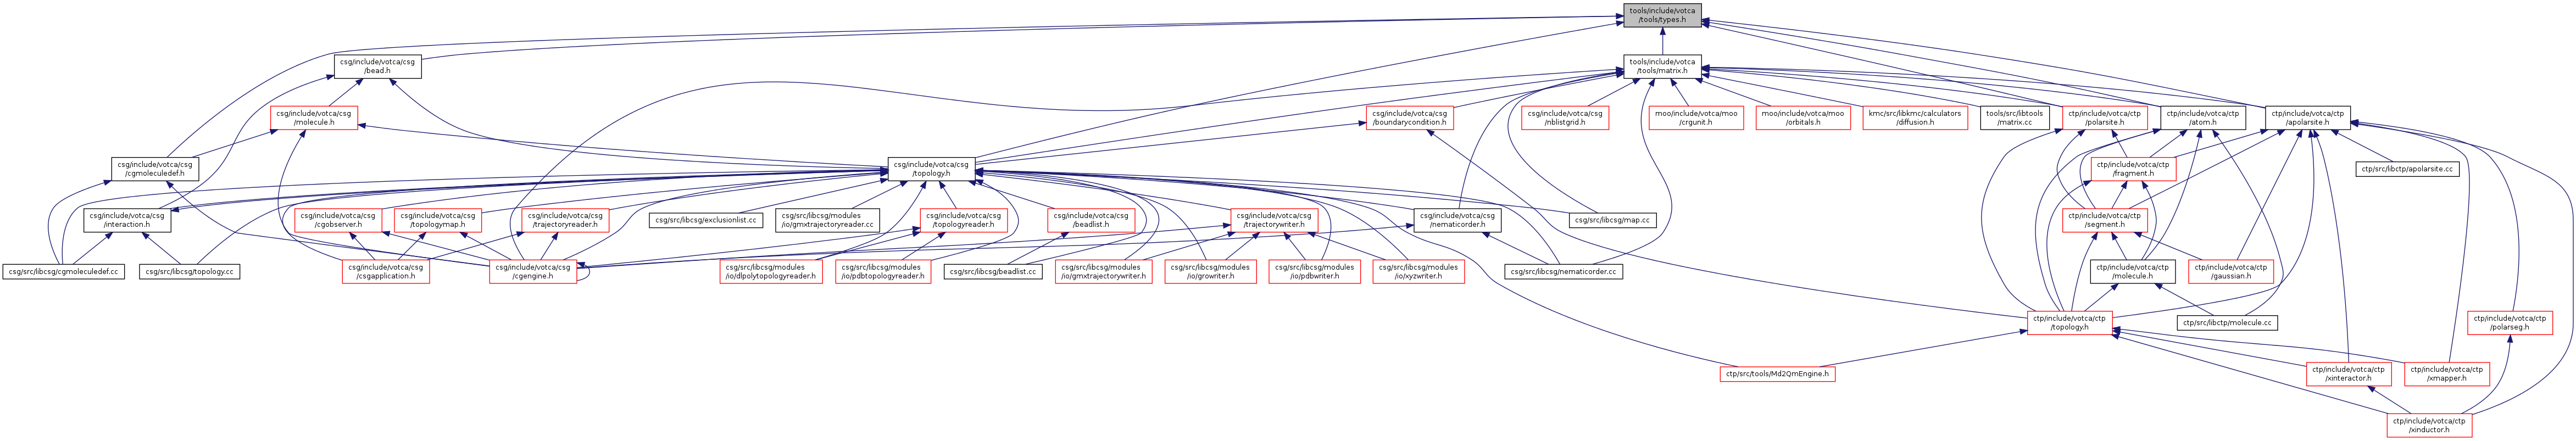 tools/include/votca
/tools/types.h
csg/include/votca/csg
/bead.h
tools/include/votca
/tools/matrix.h
csg/include/votca/csg
/molecule.h
csg/include/votca/csg
/boundarycondition.h
csg/include/votca/csg
/nblistgrid.h
moo/include/votca/moo
/crgunit.h
moo/include/votca/moo
/orbitals.h
kmc/src/libkmc/calculators
/diffusion.h
tools/src/libtools
/matrix.cc
ctp/include/votca/ctp
/polarsite.h
ctp/include/votca/ctp
/atom.h
ctp/include/votca/ctp
/apolarsite.h
csg/include/votca/csg
/cgmoleculedef.h
csg/include/votca/csg
/topology.h
ctp/include/votca/ctp
/fragment.h
ctp/src/libctp/apolarsite.cc
csg/include/votca/csg
/interaction.h
csg/include/votca/csg
/cgobserver.h
csg/include/votca/csg
/topologymap.h
csg/include/votca/csg
/trajectoryreader.h
csg/src/libcsg/exclusionlist.cc
csg/src/libcsg/modules
/io/gmxtrajectoryreader.cc
csg/include/votca/csg
/topologyreader.h
csg/include/votca/csg
/beadlist.h
csg/include/votca/csg
/trajectorywriter.h
csg/include/votca/csg
/nematicorder.h
csg/src/libcsg/map.cc
ctp/include/votca/ctp
/segment.h
csg/src/libcsg/cgmoleculedef.cc
csg/src/libcsg/topology.cc
csg/include/votca/csg
/csgapplication.h
csg/include/votca/csg
/cgengine.h
csg/src/libcsg/modules
/io/dlpolytopologyreader.h
csg/src/libcsg/modules
/io/pdbtopologyreader.h
csg/src/libcsg/beadlist.cc
csg/src/libcsg/modules
/io/gmxtrajectorywriter.h
csg/src/libcsg/modules
/io/growriter.h
csg/src/libcsg/modules
/io/pdbwriter.h
csg/src/libcsg/modules
/io/xyzwriter.h
csg/src/libcsg/nematicorder.cc
ctp/include/votca/ctp
/molecule.h
ctp/include/votca/ctp
/gaussian.h
ctp/include/votca/ctp
/topology.h
ctp/src/libctp/molecule.cc
ctp/include/votca/ctp
/polarseg.h
ctp/src/tools/Md2QmEngine.h
ctp/include/votca/ctp
/xinteractor.h
ctp/include/votca/ctp
/xmapper.h
ctp/include/votca/ctp
/xinductor.h